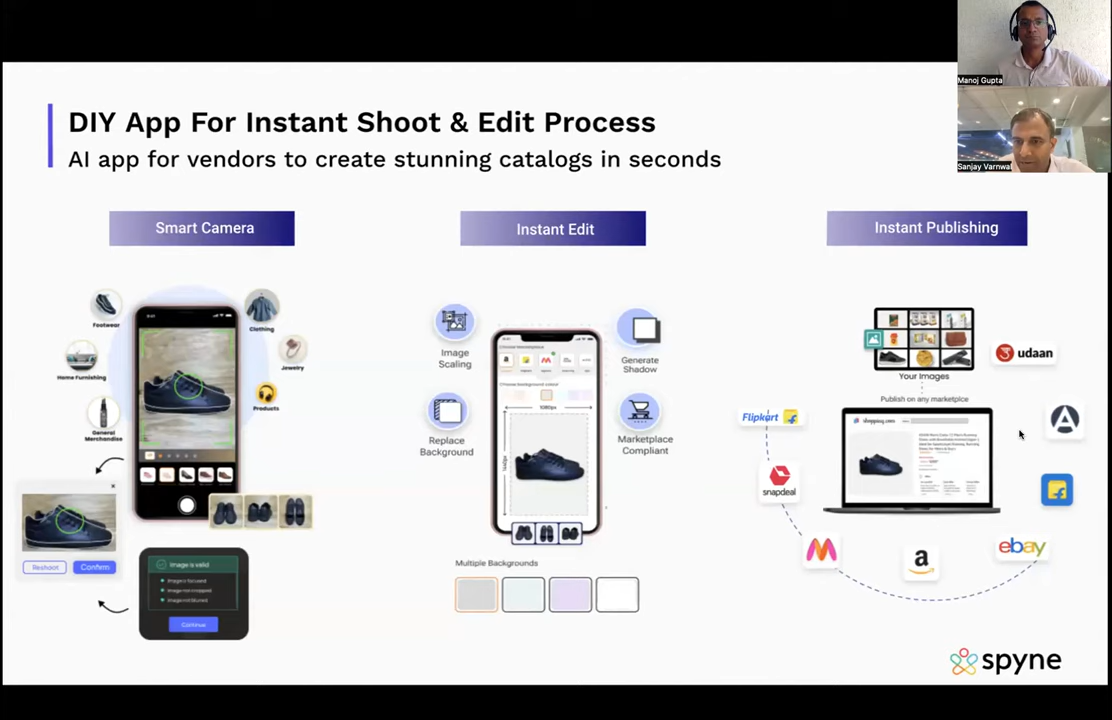 Manoj Gupta
Sanjay Varnwal
DIY App For Instant Shoot & Edit Process
AI app for vendors to create stunning catalogs in seconds
Smart Camera
Footwear
Clothing
Home Furnishing
Jewelry
General
Merchandise
Products
Reshoot
Confirm
Image is valid
Continue
Instant Edit
Image
Scaling
Generate
Shadow
Replace
Background
Marketplace
Compliant
1080px
Multiple Backgrounds
Instant Publishing
Your Images
Publish on any marketplce
udaan
Flipkart
snapdeal
ebay
spyne